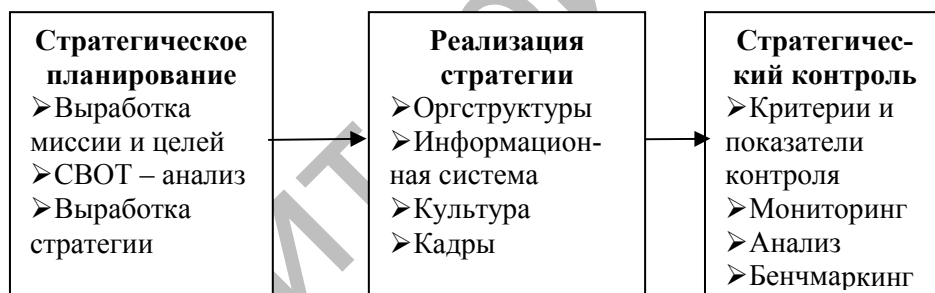 Стратегическое
планирование
➢Выработка
миссии и целей
➢СВОТ – анализ
➢Выработка
стратегии
Реализация
стратегии
➢Оргструктуры
➢Информацион-
ная система
➢Культура
➢Кадры
Стратегичес-
кий контроль
➢Критерии и
показатели
контроля
➢Мониторинг
➢Анализ
➢Бенчмаркинг